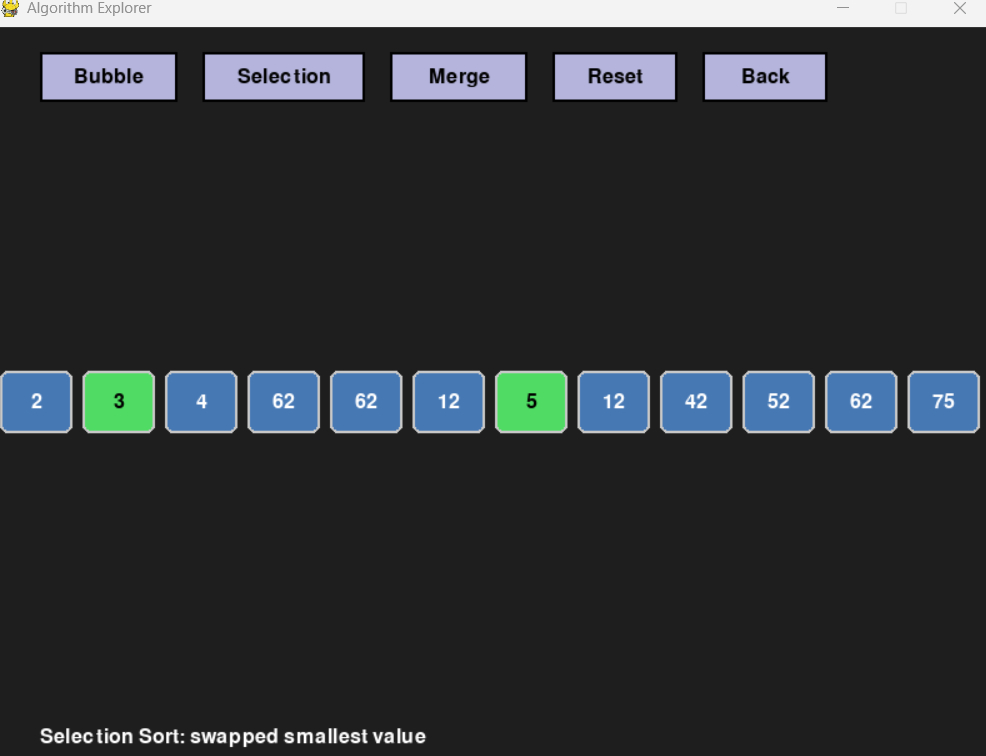 Algorithm Explorer
Bubble Selection Merge Reset Back
2 3 4 62 62 12 5 12 42 52 62 75
Selection Sort: swapped smallest value